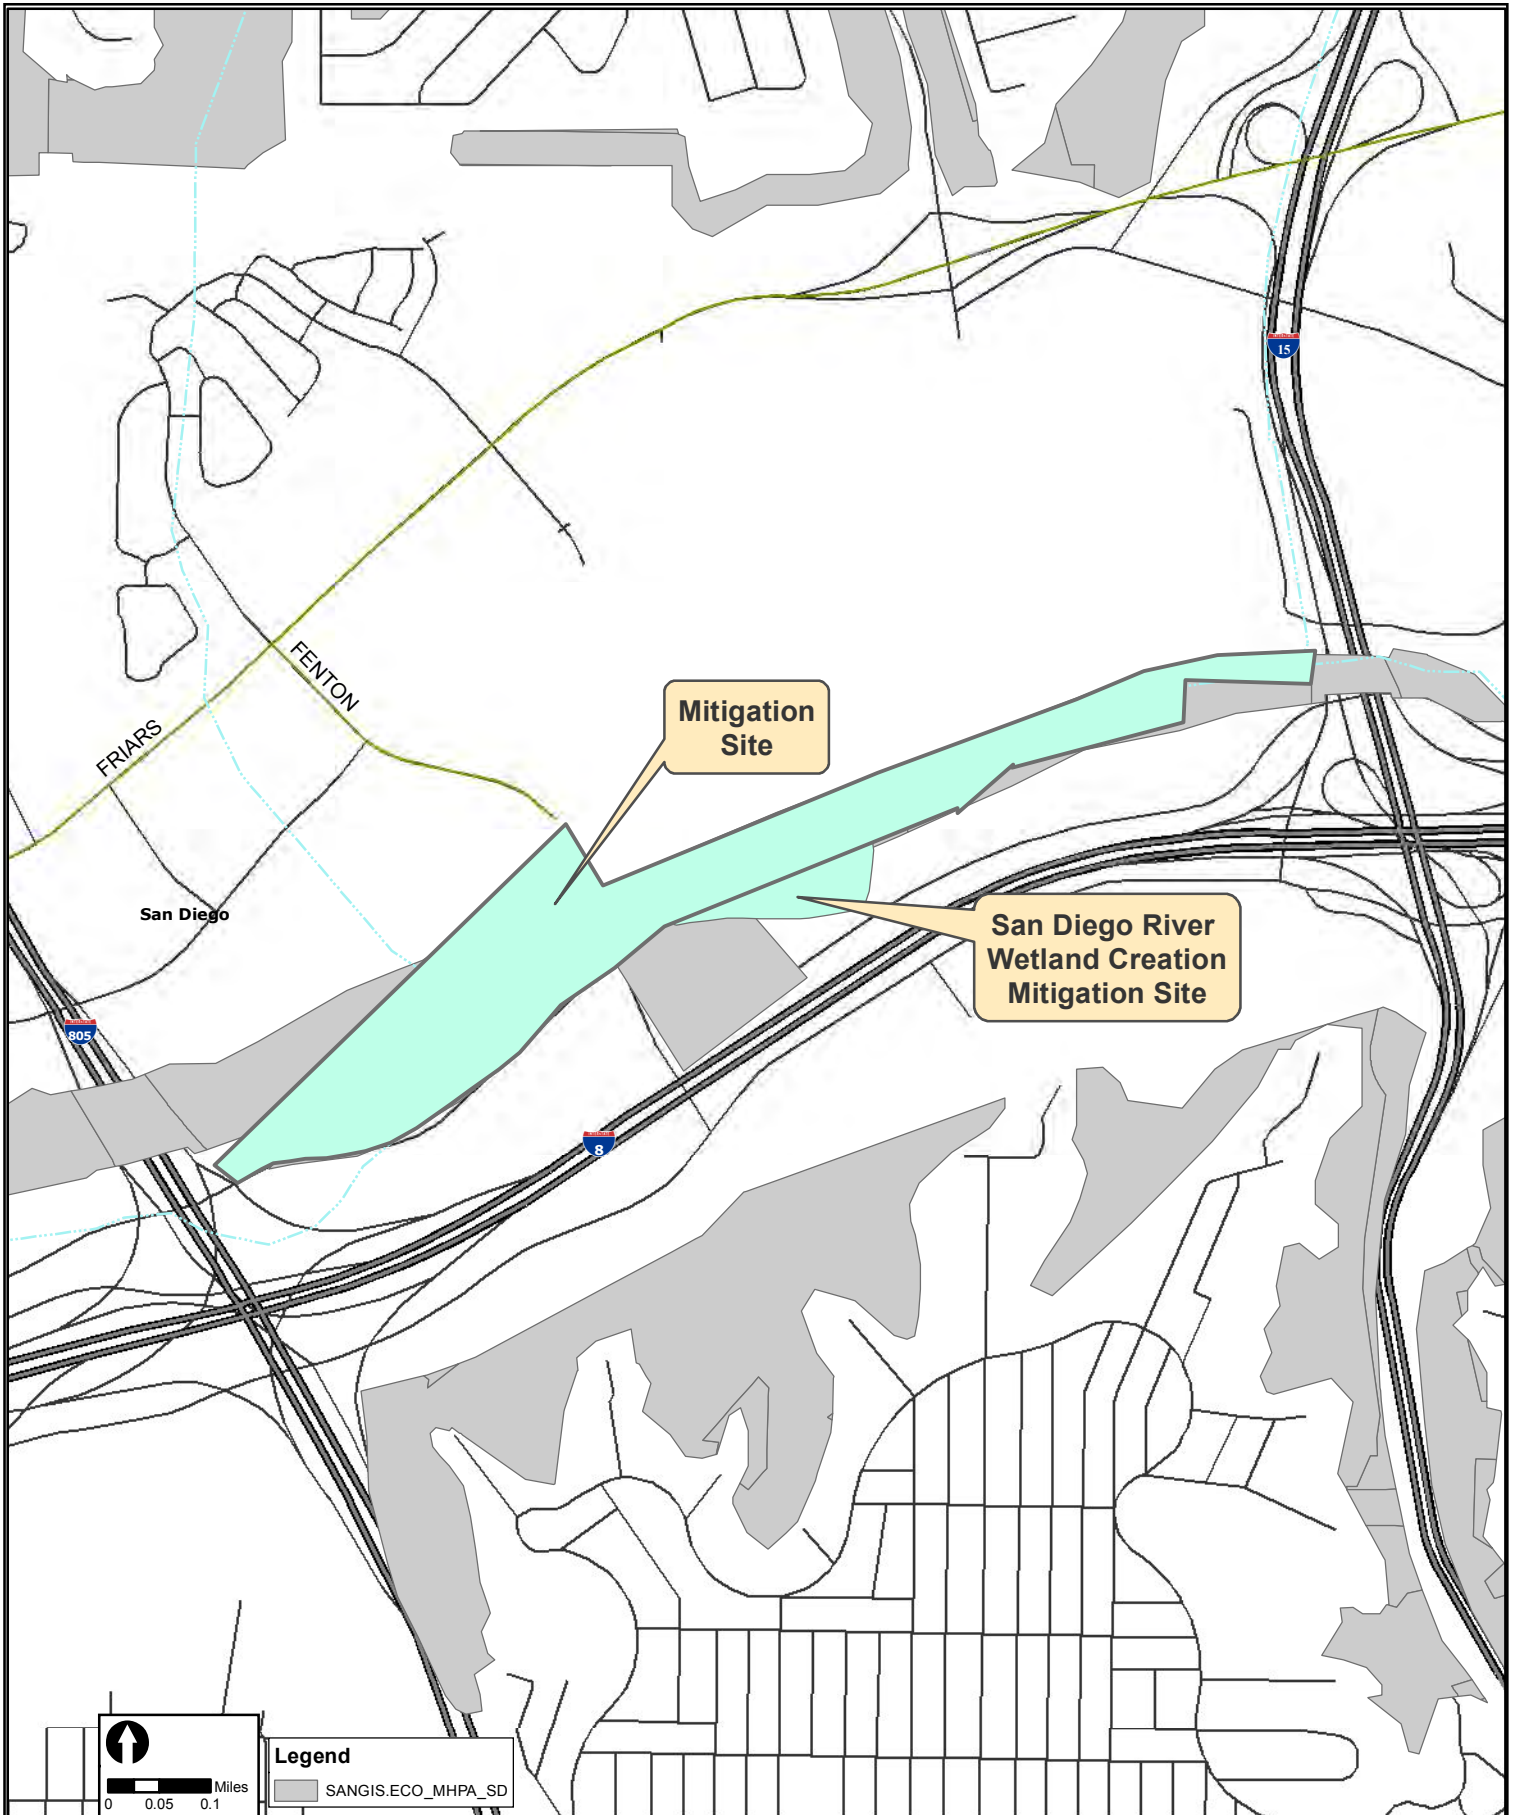 15
FENTON
FRIARS
Mitigation
Site
San Diego
San Diego River
Wetland Creation
Mitigation Site
805
8
Legend
SANGIS.ECO_MHPA_SD
Miles
0 0.05 0.1